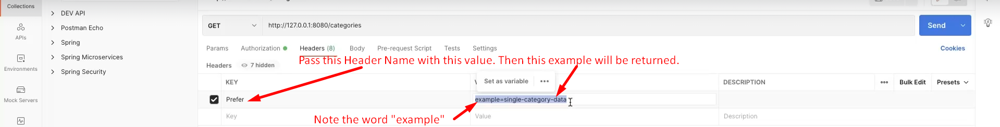 Collections
DEV API
Postman Echo
Spring
Spring Microservices
Spring Security
APIs
Environments
Mock Servers
GET
http://127.0.0.1:8080/categories
Send
Params Authorization Headers (8) Body Pre-request Script Tests Settings Cookies
Pass this Header Name with this value. Then this example will be returned.
Headers 7 hidden
Set as variable •••
KEY DESCRIPTION ••• Bulk Edit Presets
Prefer example=single-category-data
Key Value Description
Note the word "example"